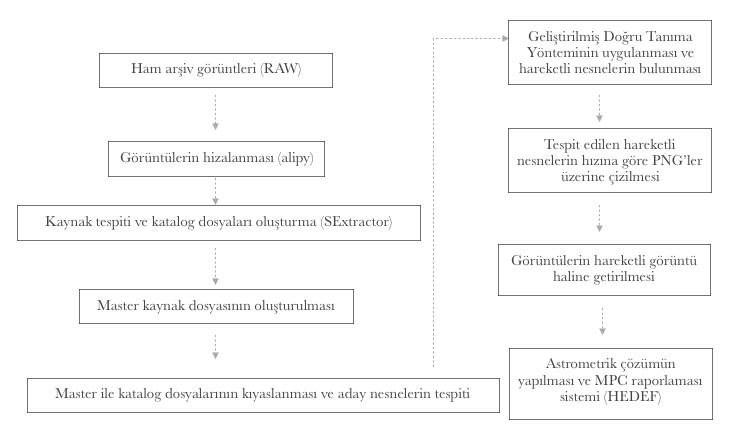 Ham arşiv görüntleri (RAW)
Görüntülerin hizalanması (alipy)
Kaynak tespiti ve katalog dosyaları oluşturma (SExtractor)
Master kaynak dosyasının oluşturulması
Master ile katalog dosyalarının kıyaslanması ve aday nesnelerin tespiti
Geliştirilmiş Doğru Tanıma
Yönteminin uygulanması ve
hareketli nesnelerin bulunması
Tespit edilen hareketli
nesnelerin hızına göre PNG'ler
üzerine çizilmesi
Görüntülerin hareketli görüntü
haline getirilmesi
Astrometrik çözümün
yapılması ve MPC raporlaması
sistemi (HEDEF)